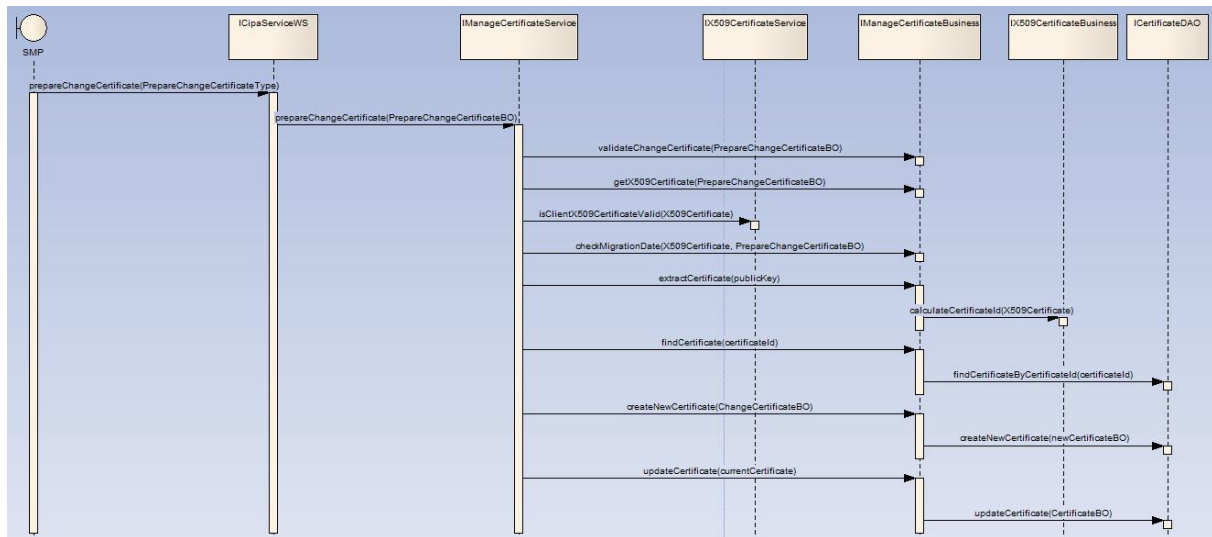 ICipaServiceWS
IManageCertificateService
IX509CertificateService
IManageCertificateBusiness
IX509CertificateBusiness
ICertificateDAO
SMP
prepareChangeCertificate(PrepareChangeCertificateType)
prepareChangeCertificate(PrepareChangeCertificateBO)
validateChangeCertificate(PrepareChangeCertificateBO)
getX509Certificate(PrepareChangeCertificateBO)
isClientX509CertificateValid(X509Certificate)
checkMigrationDate(X509Certificate, PrepareChangeCertificateBO)
extractCertificate(publicKey)
calculateCertificateId(X509Certificate)
findCertificate(certificateId)
findCertificateByCertificateId(certificateId)
createNewCertificate(ChangeCertificateBO)
createNewCertificate(newCertificateBO)
updateCertificate(currentCertificate)
updateCertificate(CertificateBO)